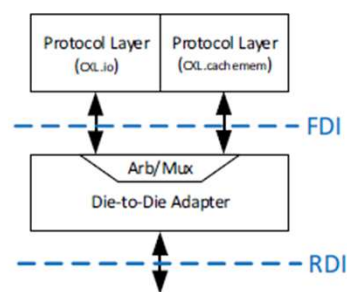 Protocol Layer
(CXL.io)
Protocol Layer
(CXL.cachemem)
FDI
Arb/Mux
Die-to-Die Adapter
RDI